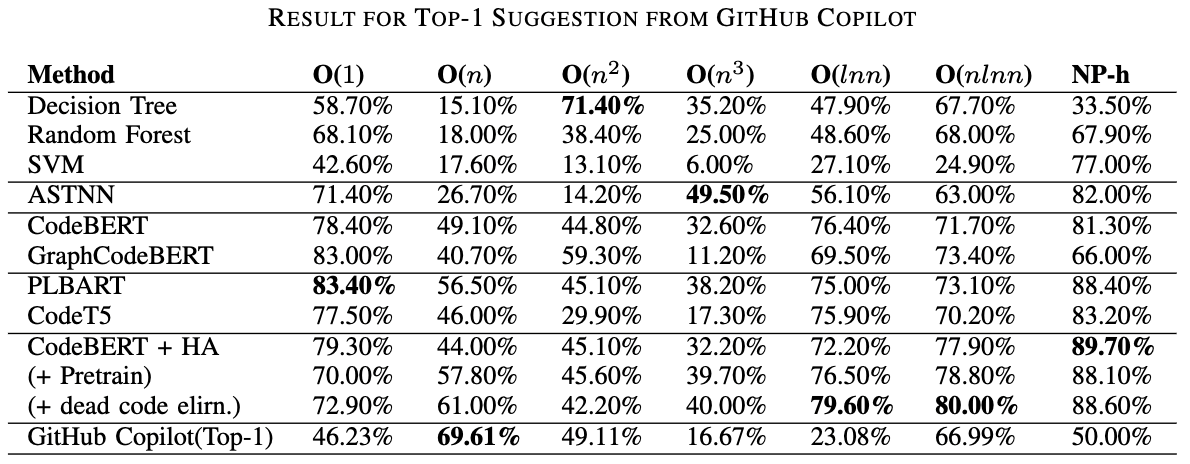 RESULT FOR TOP-1 SUGGESTION FROM GITHUB COPILOT
Method O(1) O(n) O(n²) O(n³) O(lnn) O(nlnn) NP-h
Decision Tree 58.70% 15.10% 71.40% 35.20% 47.90% 67.70% 33.50%
Random Forest 68.10% 18.00% 38.40% 25.00% 48.60% 68.00% 67.90%
SVM 42.60% 17.60% 13.10% 6.00% 27.10% 24.90% 77.00%
ASTNN 71.40% 26.70% 14.20% 49.50% 56.10% 63.00% 82.00%
CodeBERT 78.40% 49.10% 44.80% 32.60% 76.40% 71.70% 81.30%
GraphCodeBERT 83.00% 40.70% 59.30% 11.20% 69.50% 73.40% 66.00%
PLBART 83.40% 56.50% 45.10% 38.20% 75.00% 73.10% 88.40%
CodeT5 77.50% 46.00% 29.90% 17.30% 75.90% 70.20% 83.20%
CodeBERT + HA 79.30% 44.00% 45.10% 32.20% 72.20% 77.90% 89.70%
(+ Pretrain) 70.00% 57.80% 45.60% 39.70% 76.50% 78.80% 88.10%
(+ dead code elirn.) 72.90% 61.00% 42.20% 40.00% 79.60% 80.00% 88.60%
GitHub Copilot(Top-1) 46.23% 69.61% 49.11% 16.67% 23.08% 66.99% 50.00%